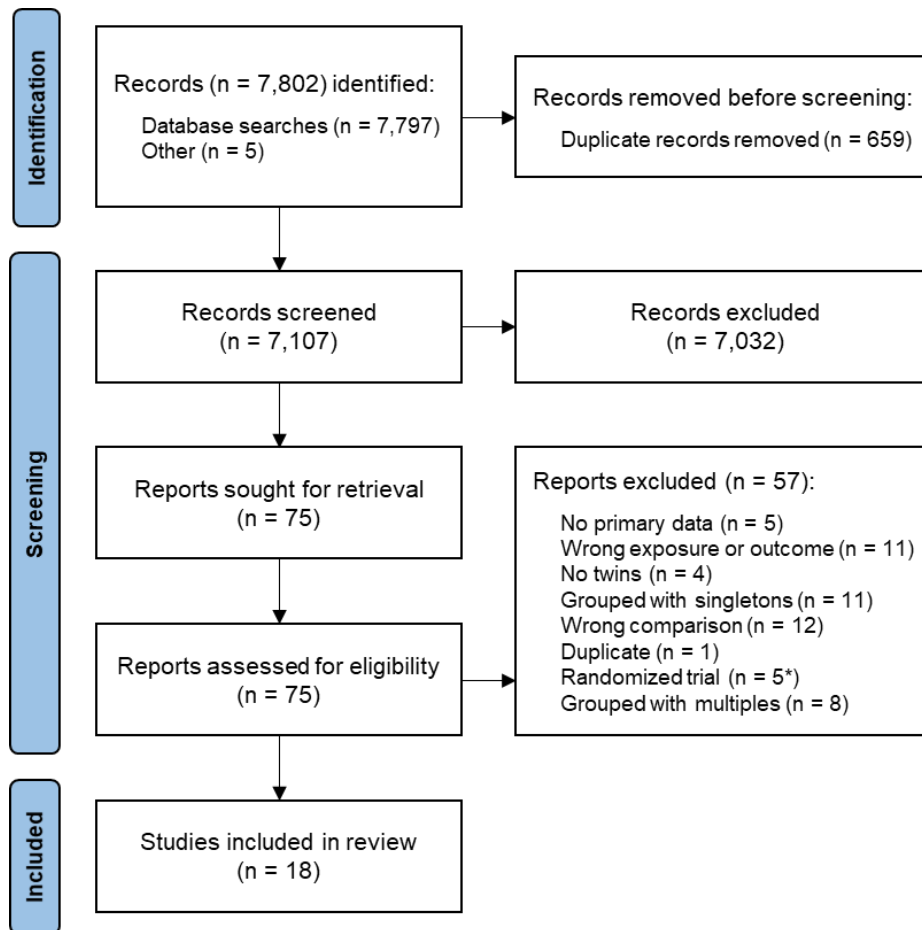 Identification
Records (n = 7,802) identified:
Database searches (n = 7,797)
Other (n = 5)
Records removed before screening:
Duplicate records removed (n = 659)
Screening
Records screened
(n = 7,107)
Records excluded
(n = 7,032)
Reports sought for retrieval
(n = 75)
Reports assessed for eligibility
(n = 75)
Reports excluded (n = 57):
No primary data (n = 5)
Wrong exposure or outcome (n = 11)
No twins (n = 4)
Grouped with singletons (n = 11)
Wrong comparison (n = 12)
Duplicate (n = 1)
Randomized trial (n = 5*)
Grouped with multiples (n = 8)
Included
Studies included in review
(n = 18)